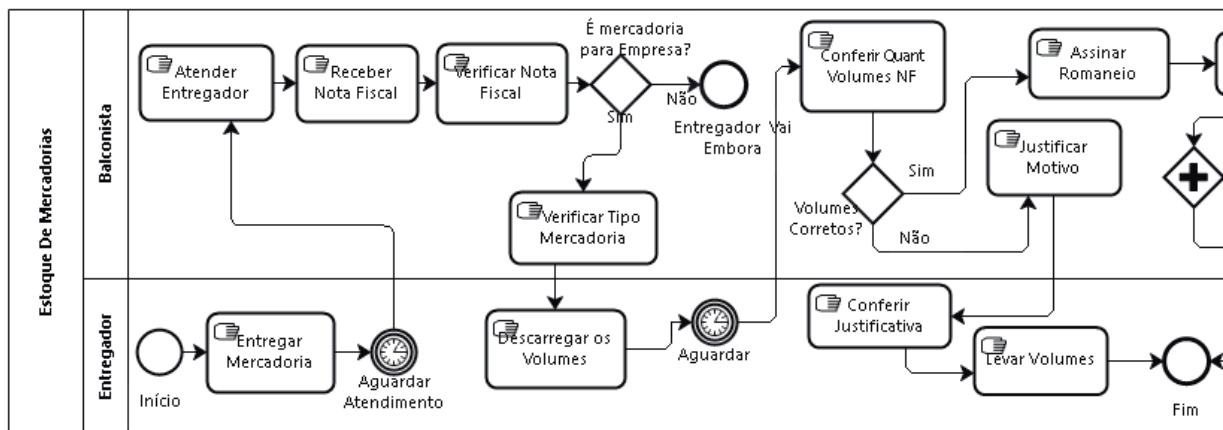 Estoque De Mercadorias
Balconista
Atender
Entregador
Receber
Nota Fiscal
Verificar Nota
Fiscal
É mercadoria
para Empresa?
Não
Sim
Entregador Vai
Embora
Verificar Tipo
Mercadoria
Conferir Quant
Volumes NF
Volumes
Corretos?
Sim
Não
Assinar
Romaneio
Justificar
Motivo
Entregador
Início
Entregar
Mercadoria
Aguardar
Atendimento
Descarregar os
Volumes
Aguardar
Conferir
Justificativa
Levar Volumes
Fim